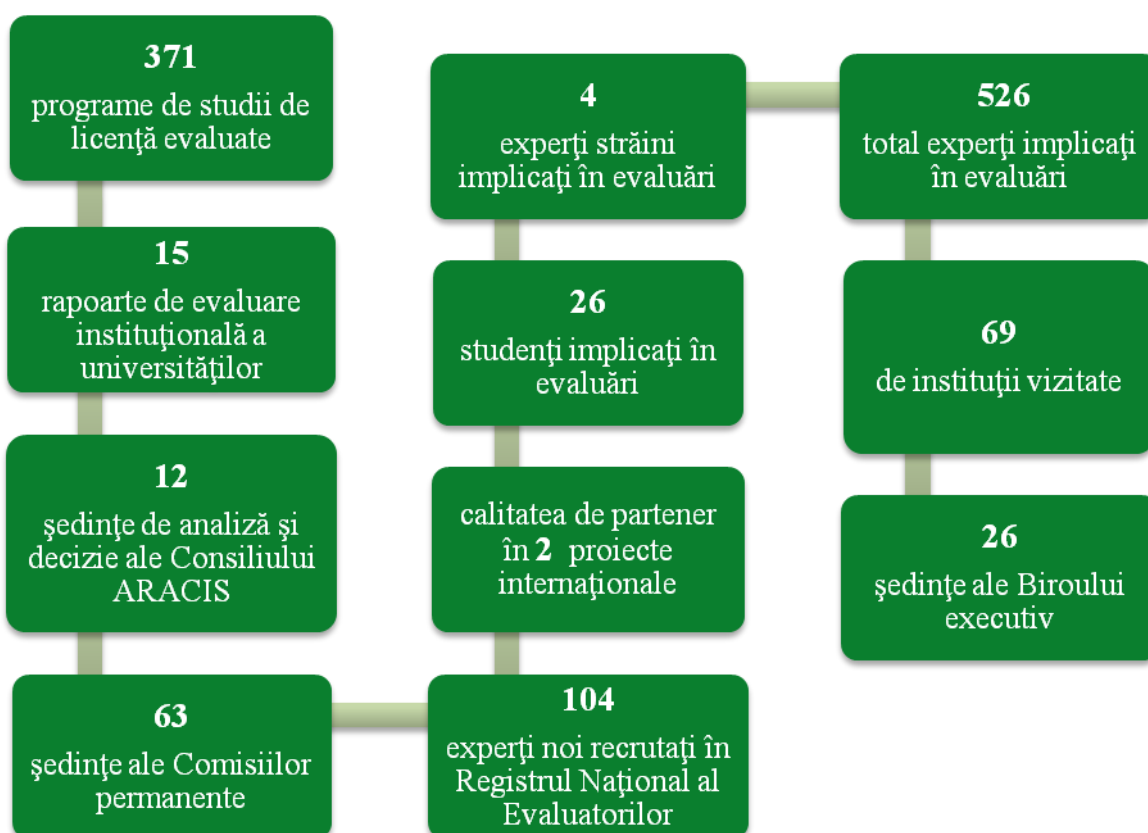 371
programe de studii de
licenţă evaluate
15
rapoarte de evaluare
instituţională a
universităţilor
12
şedinţe de analiză şi
decizie ale Consiliului
ARACIS
63
şedinţe ale Comisiilor
permanente
104
experţi noi recrutaţi în
Registrul Naţional al
Evaluatorilor
calitatea de partener
în 2 proiecte
internaţionale
26
studenţi implicaţi în
evaluări
4
experţi străini
implicaţi în evaluări
526
total experţi implicaţi
în evaluări
69
de instituţii vizitate
26
şedinţe ale Biroului
executiv